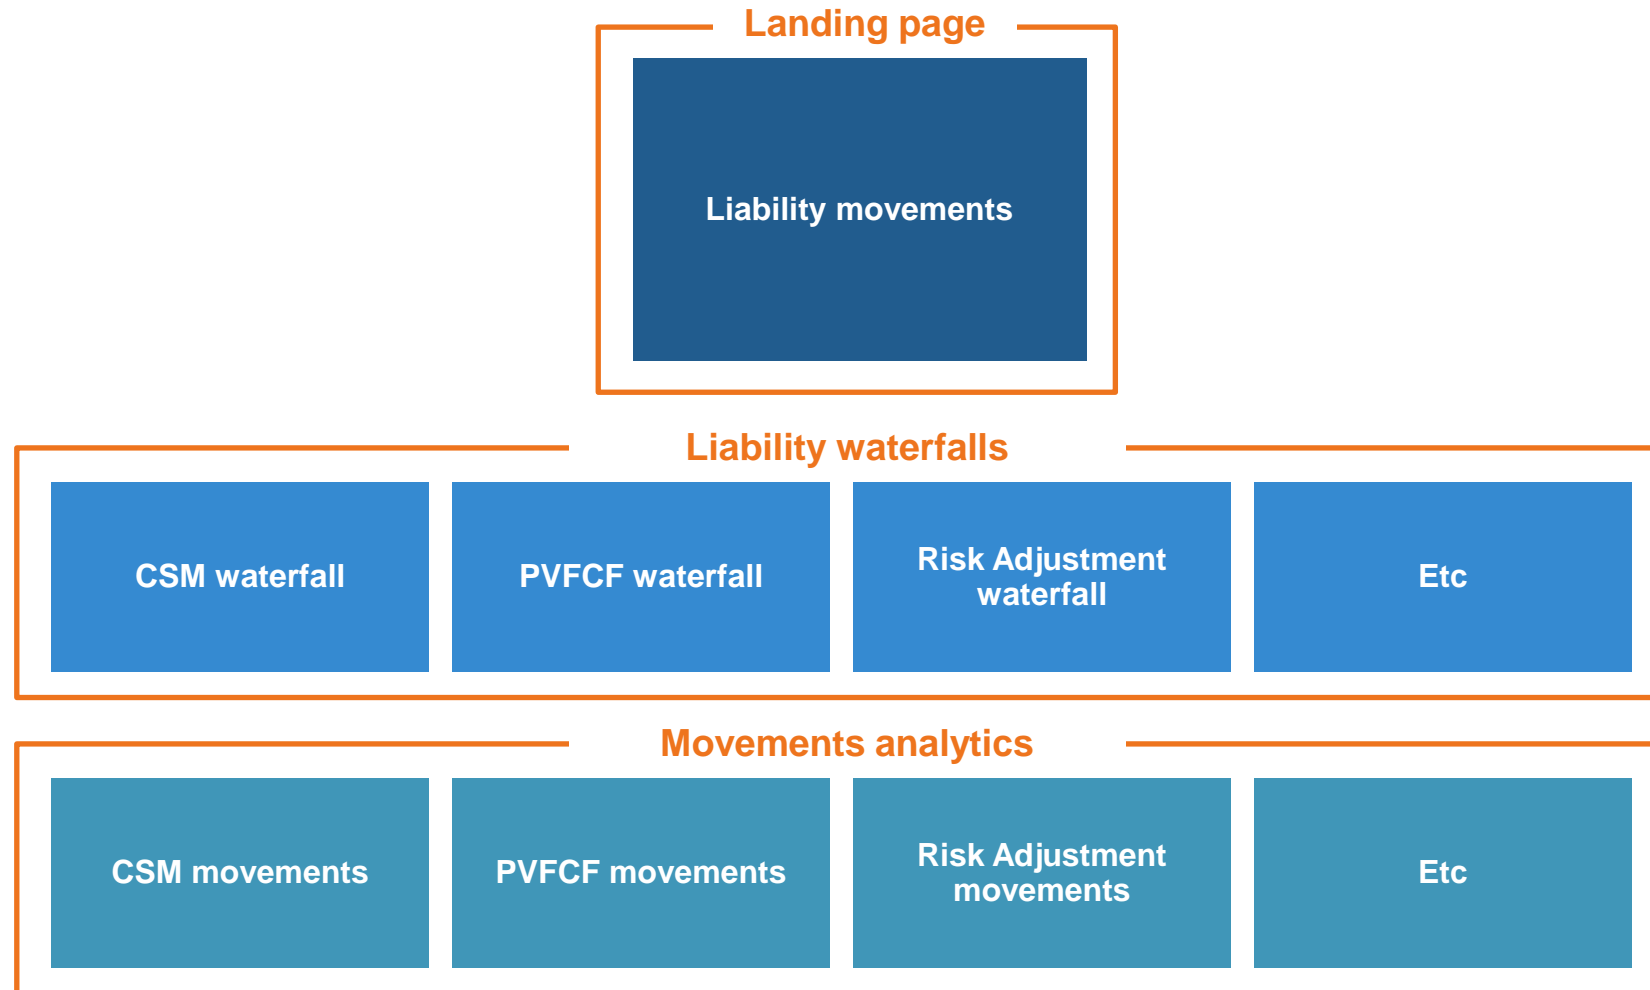 Landing page
Liability movements
Liability waterfalls
CSM waterfall
PVFCF waterfall
Risk Adjustment
waterfall
Etc
Movements analytics
CSM movements
PVFCF movements
Risk Adjustment
movements
Etc